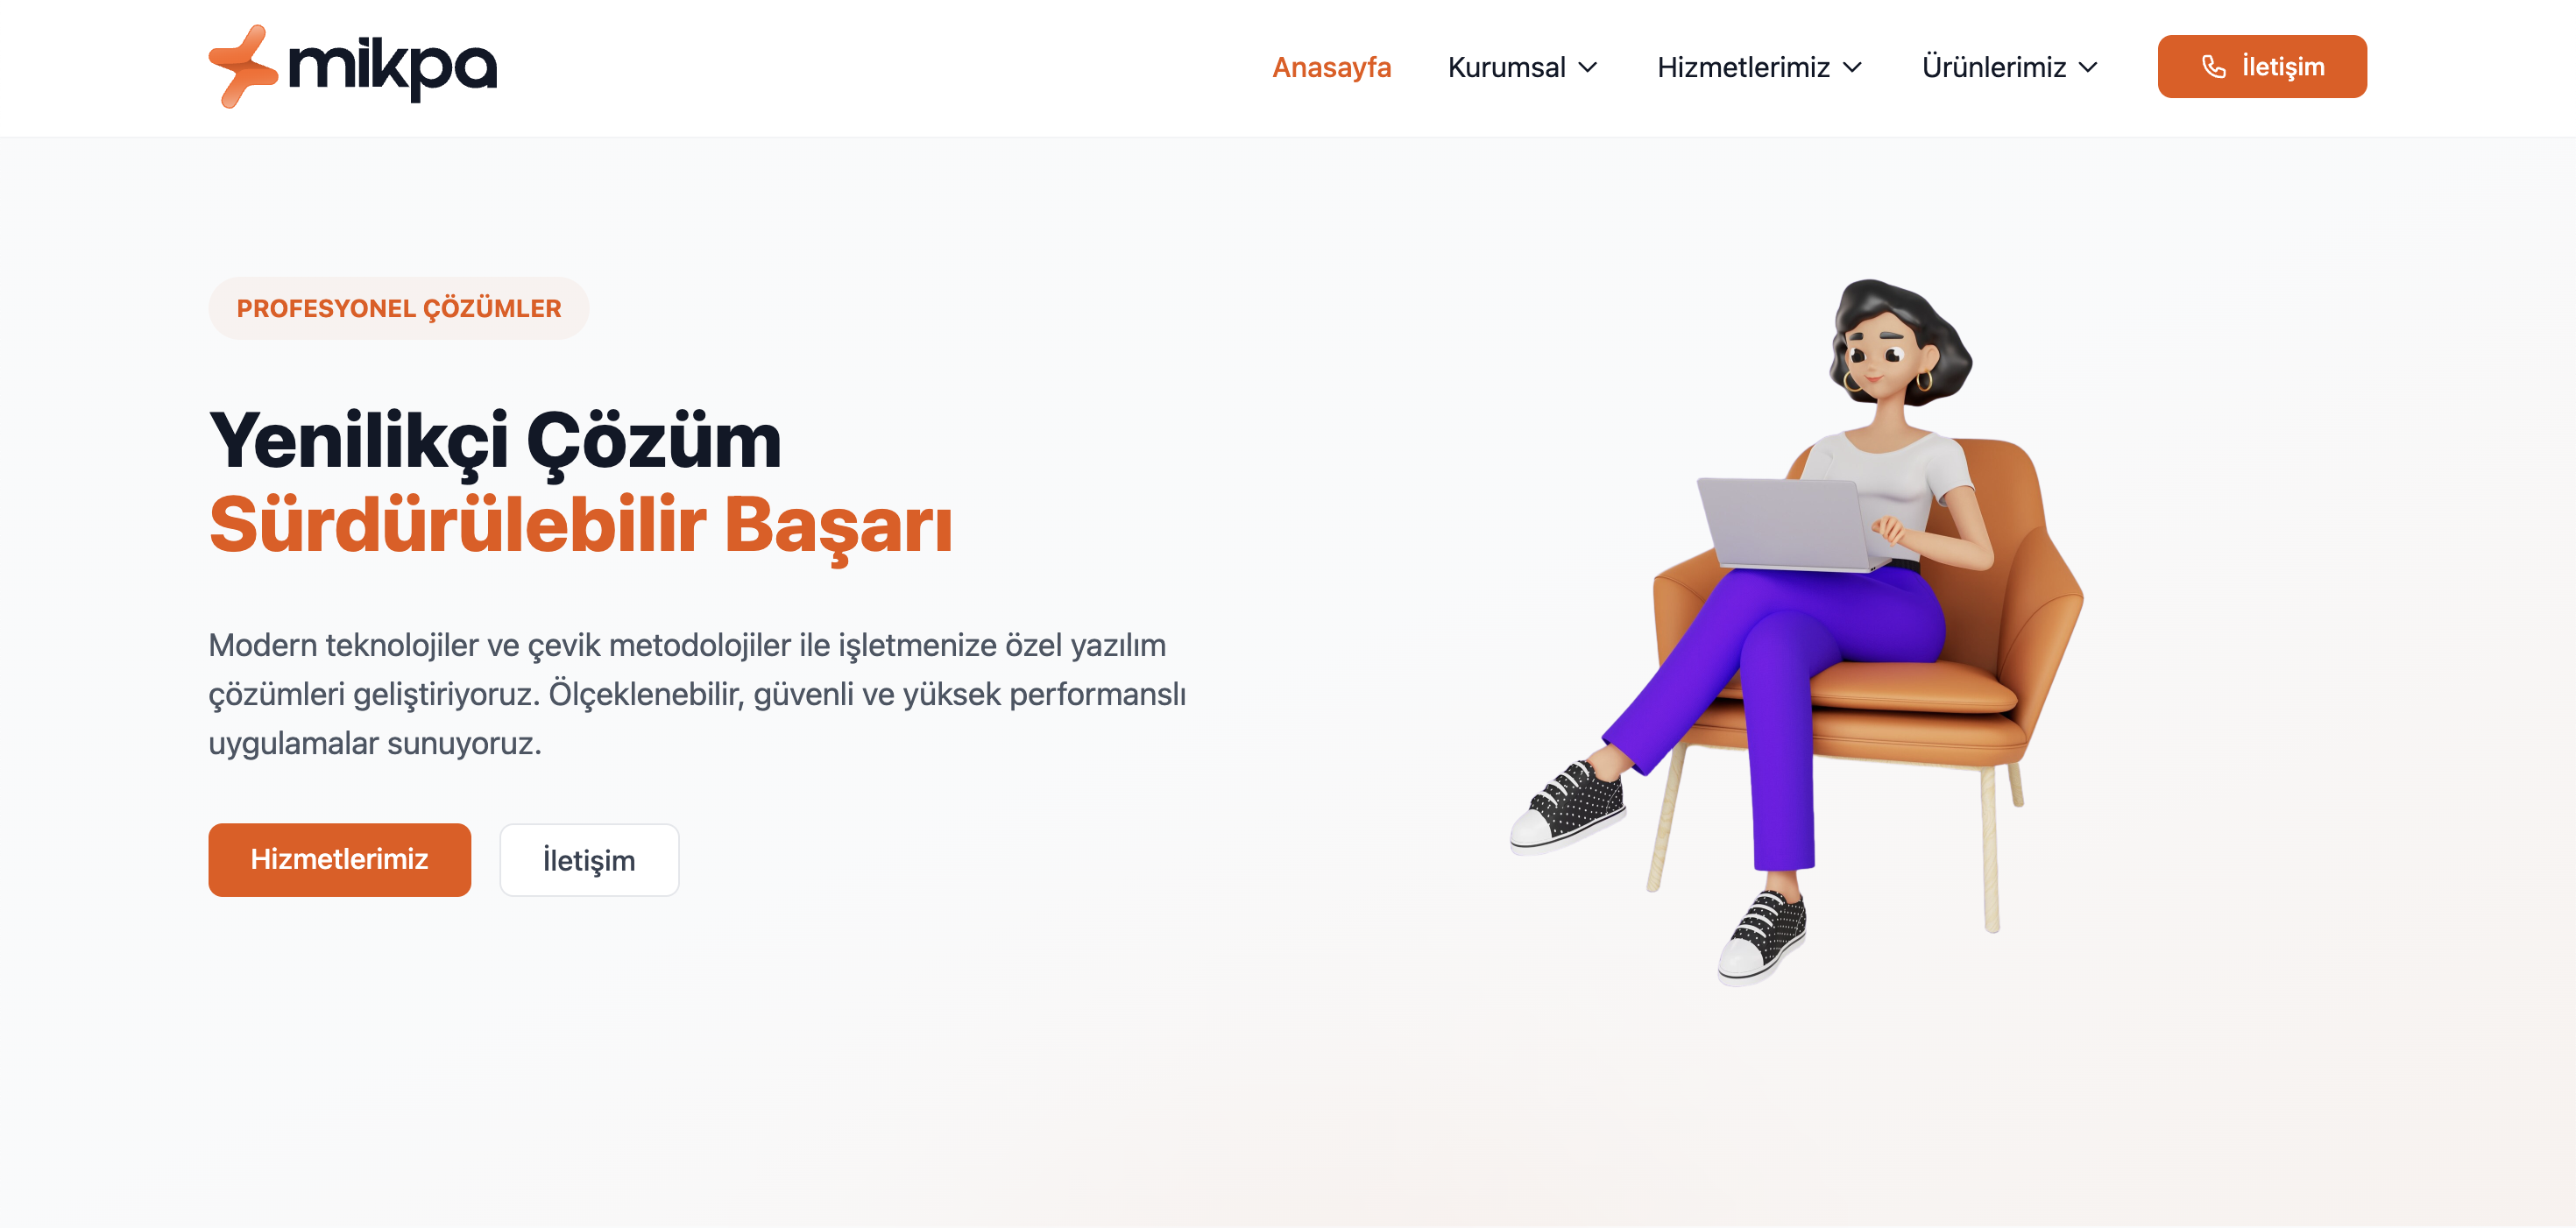 mikpa
Anasayfa
Kurumsal
Hizmetlerimiz
Ürünlerimiz
İletişim
PROFESYONEL ÇÖZÜMLER
Yenilikçi Çözüm
Sürdürülebilir Başarı
Modern teknolojiler ve çevik metodolojiler ile işletmenize özel yazılım
çözümleri geliştiriyoruz. Ölçeklenebilir, güvenli ve yüksek performanslı
uygulamalar sunuyoruz.
Hizmetlerimiz
İletişim